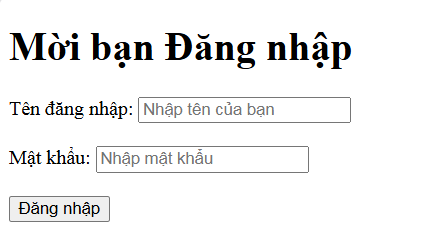 Mời bạn Đăng nhập
Tên đăng nhập: Nhập tên của bạn
Mật khẩu: Nhập mật khẩu
Đăng nhập